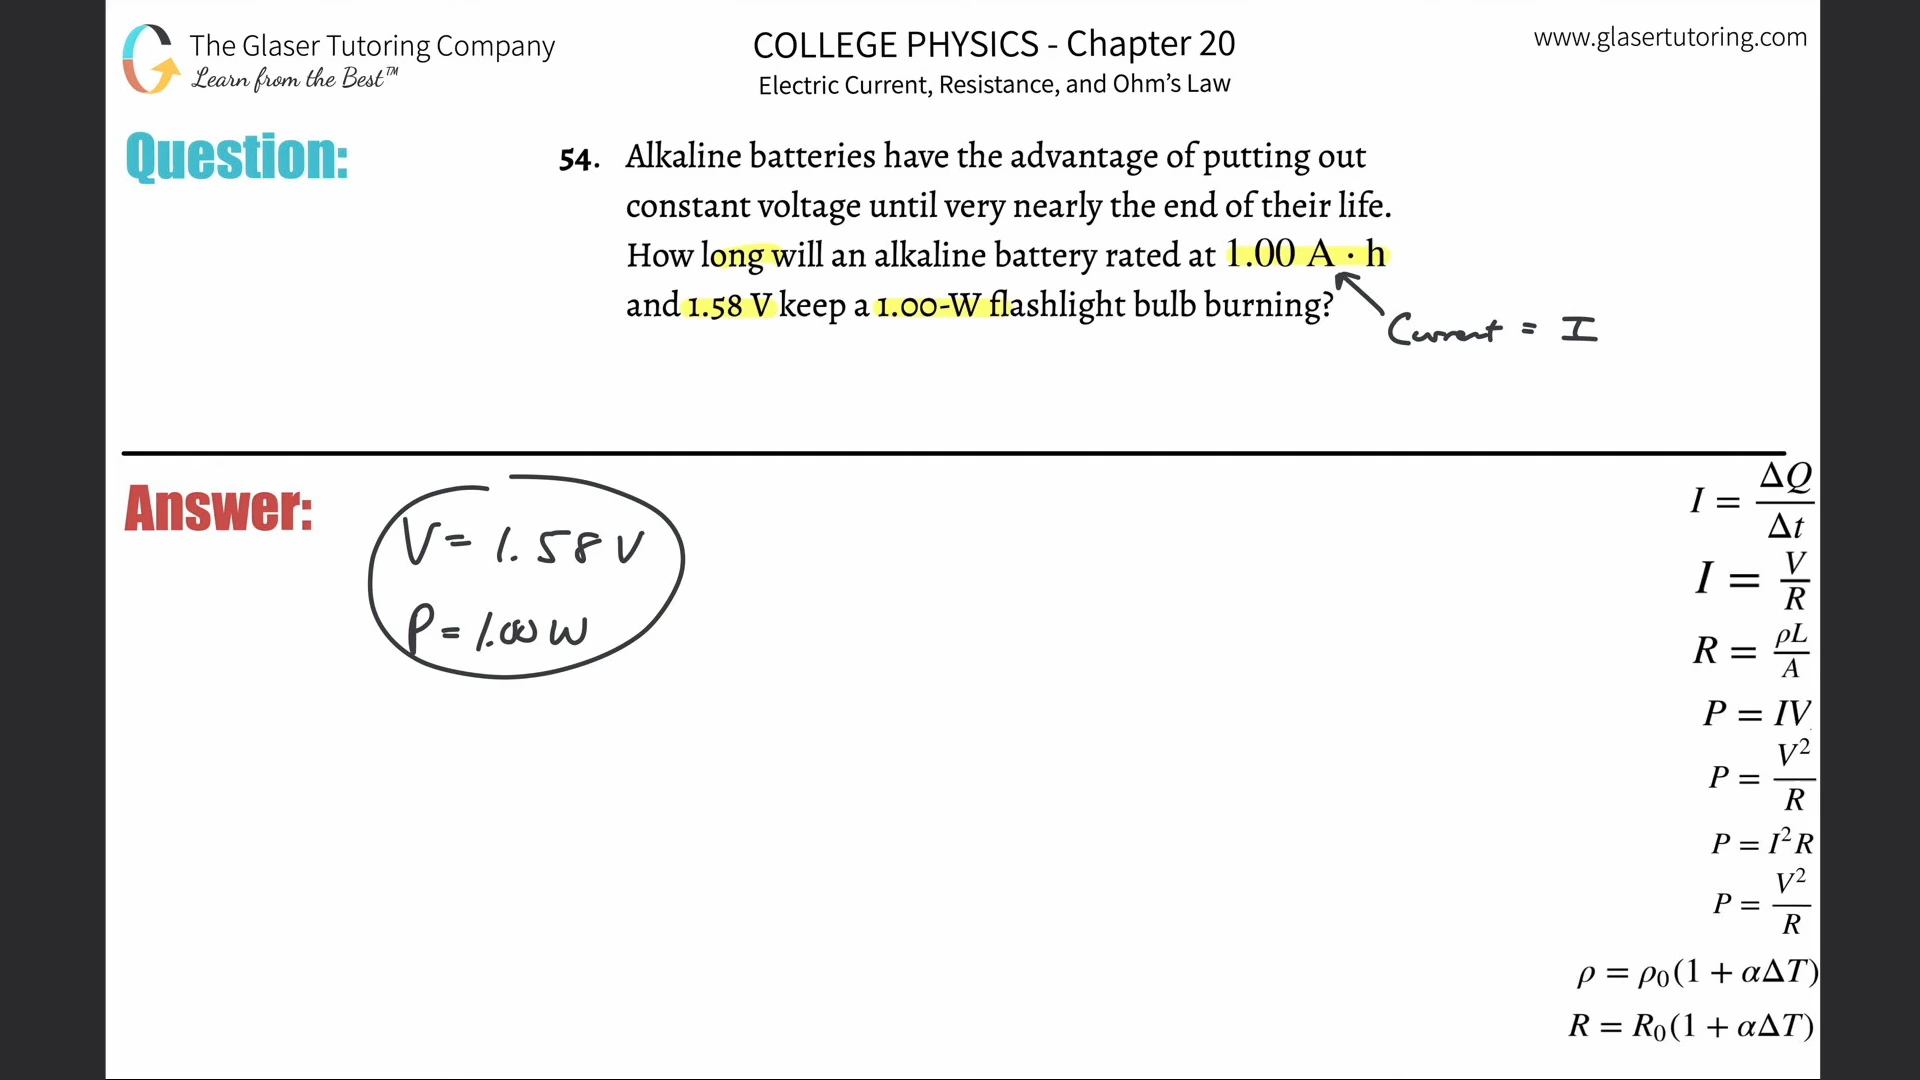 The Glaser Tutoring Company
Learn from the Best™
COLLEGE PHYSICS - Chapter 20
Electric Current, Resistance, and Ohm's Law
www.glasertutoring.com
Question:
54. Alkaline batteries have the advantage of putting out
constant voltage until very nearly the end of their life.
How long will an alkaline battery rated at 1.00 A · h
and 1.58 V keep a 1.00-W flashlight bulb burning?
Current = I
Answer:
V = 1.58 V
P = 1.00 W
I = ΔQ/Δt
I = V/R
R = ρL/A
P = IV
P = V²/R
P = I²R
P = V²/R
ρ = ρ₀(1 + αΔT)
R = R₀(1 + αΔT)